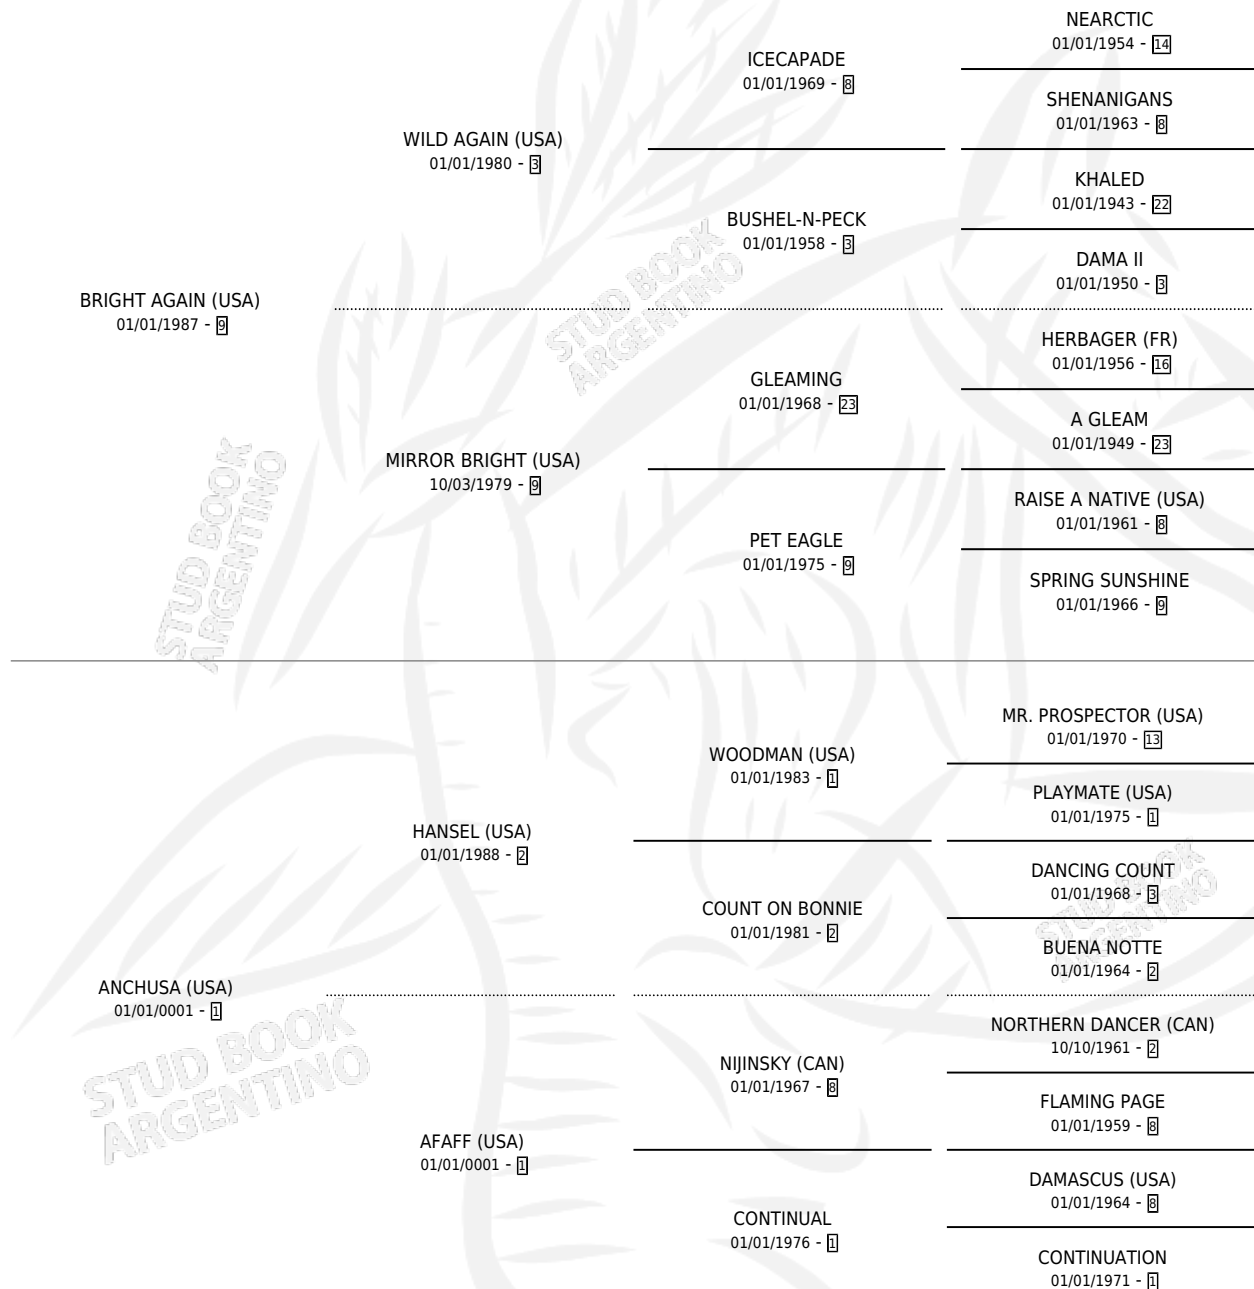 NEARCTIC
01/01/1954 - 14
ICECAPADE
01/01/1969 - 8
SHENANIGANS
01/01/1963 - 8
WILD AGAIN (USA)
01/01/1980 - 3
KHALED
01/01/1943 - 22
BUSHEL-N-PECK
01/01/1958 - 3
DAMA II
01/01/1950 - 3
BRIGHT AGAIN (USA)
01/01/1987 - 9
HERBAGER (FR)
01/01/1956 - 16
GLEAMING
01/01/1968 - 23
A GLEAM
01/01/1949 - 23
MIRROR BRIGHT (USA)
10/03/1979 - 9
RAISE A NATIVE (USA)
01/01/1961 - 8
PET EAGLE
01/01/1975 - 9
SPRING SUNSHINE
01/01/1966 - 9
STUD BOOK
ARGENTINO
STUD BOOK
ARGENTINO
MR. PROSPECTOR (USA)
01/01/1970 - 13
WOODMAN (USA)
01/01/1983 - 1
PLAYMATE (USA)
01/01/1975 - 1
HANSEL (USA)
01/01/1988 - 2
DANCING COUNT
01/01/1968 - 3
COUNT ON BONNIE
01/01/1981 - 2
BUENA NOTTE
01/01/1964 - 2
ANCHUSA (USA)
01/01/0001 - 1
NORTHERN DANCER (CAN)
10/10/1961 - 2
NIJINSKY (CAN)
01/01/1967 - 8
FLAMING PAGE
01/01/1959 - 8
AFAFF (USA)
01/01/0001 - 1
DAMASCUS (USA)
01/01/1964 - 8
CONTINUAL
01/01/1976 - 1
CONTINUATION
01/01/1971 - 1
STUD BOOK
ARGENTINO
STUD BOOK
ARGENTINO